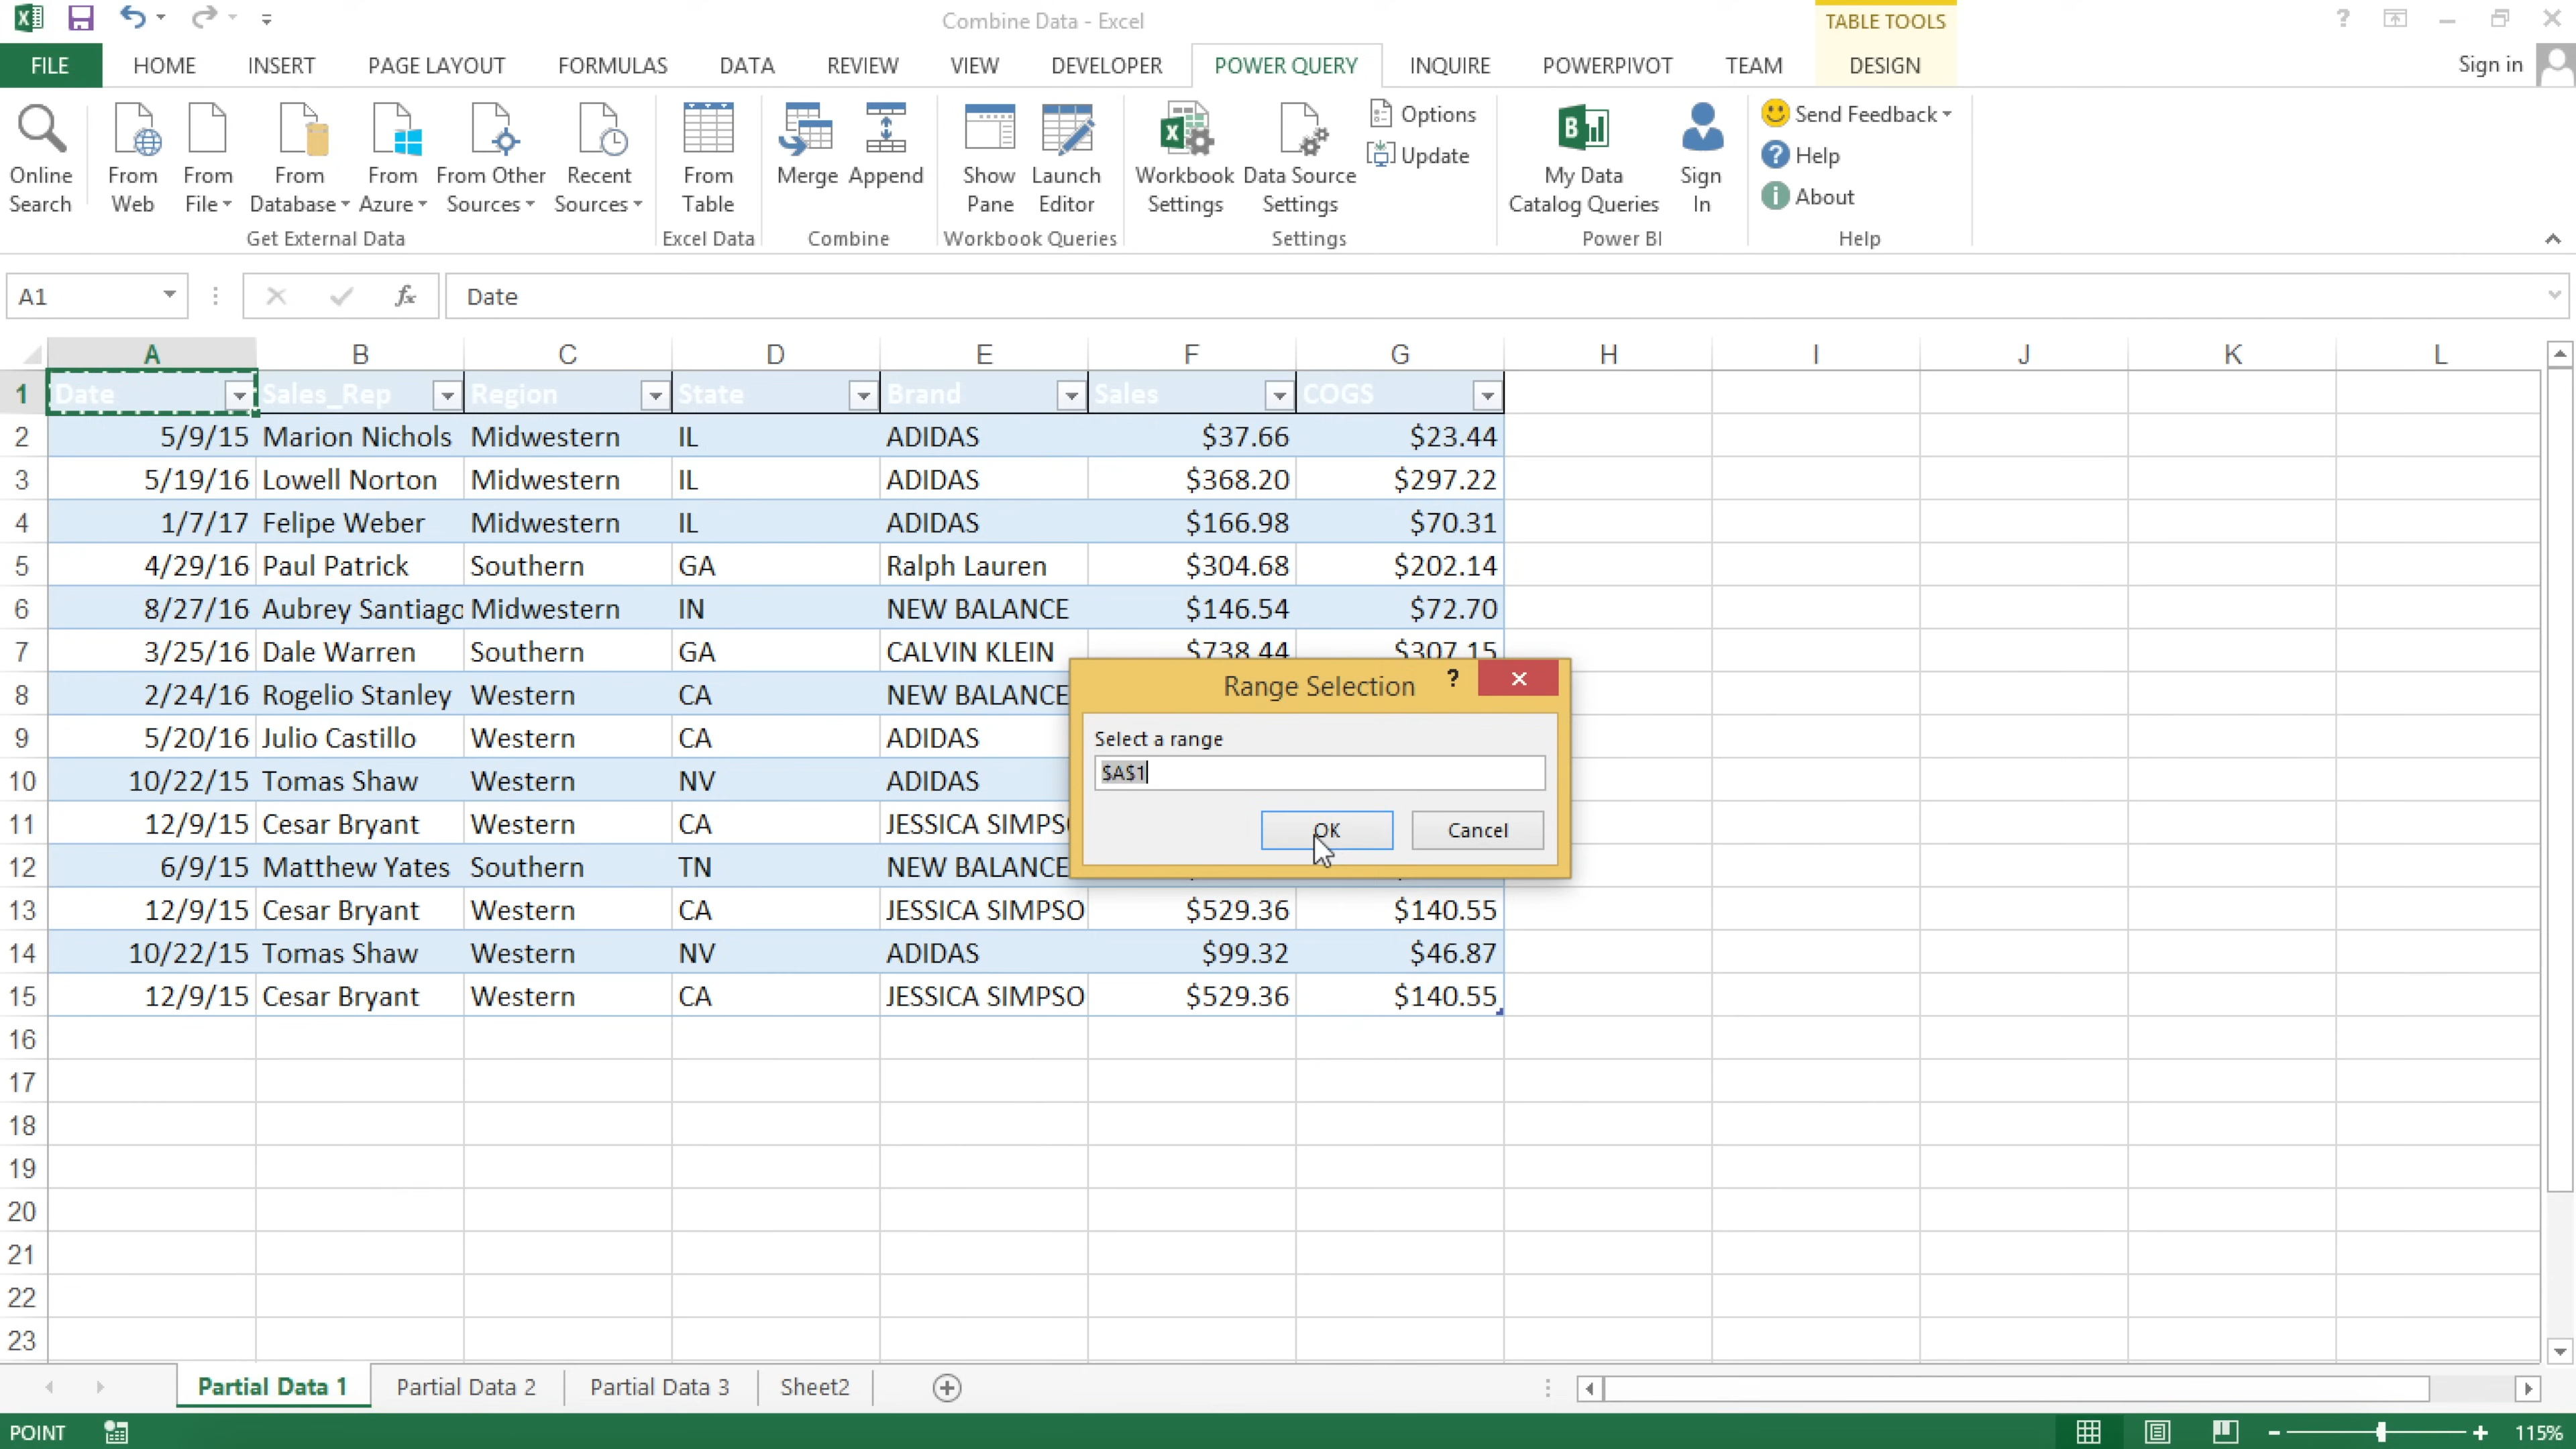 Combine Data - Excel
TABLE TOOLS
FILE HOME INSERT PAGE LAYOUT FORMULAS DATA REVIEW VIEW DEVELOPER POWER QUERY INQUIRE POWERPIVOT TEAM DESIGN Sign in
Online Search
From Web
From File
From Database
From Azure
From Other Sources
Recent Sources
Get External Data
From Table
Excel Data
Merge
Append
Combine
Show Pane
Launch Editor
Workbook Queries
Workbook Settings
Data Source Settings
Options
Update
Settings
My Data Catalog Queries
Sign In
Power BI
Send Feedback
Help
About
Help
A1 fx Date
A B C D E F G H I J K L
1 Date Sales_Rep Region State Brand Sales COGS
2 5/9/15 Marion Nichols Midwestern IL ADIDAS $37.66 $23.44
3 5/19/16 Lowell Norton Midwestern IL ADIDAS $368.20 $297.22
4 1/7/17 Felipe Weber Midwestern IL ADIDAS $166.98 $70.31
5 4/29/16 Paul Patrick Southern GA Ralph Lauren $304.68 $202.14
6 8/27/16 Aubrey Santiago Midwestern IN NEW BALANCE $146.54 $72.70
7 3/25/16 Dale Warren Southern GA CALVIN KLEIN $738.44 $307.15
8 2/24/16 Rogelio Stanley Western CA NEW BALANCE
9 5/20/16 Julio Castillo Western CA ADIDAS
10 10/22/15 Tomas Shaw Western NV ADIDAS
11 12/9/15 Cesar Bryant Western CA JESSICA SIMPS
12 6/9/15 Matthew Yates Southern TN NEW BALANCE
13 12/9/15 Cesar Bryant Western CA JESSICA SIMPSO $529.36 $140.55
14 10/22/15 Tomas Shaw Western NV ADIDAS $99.32 $46.87
15 12/9/15 Cesar Bryant Western CA JESSICA SIMPSO $529.36 $140.55
16
17
18
19
20
21
22
23
Range Selection ?
Select a range
$A$1
OK Cancel
Partial Data 1 Partial Data 2 Partial Data 3 Sheet2
POINT 115%